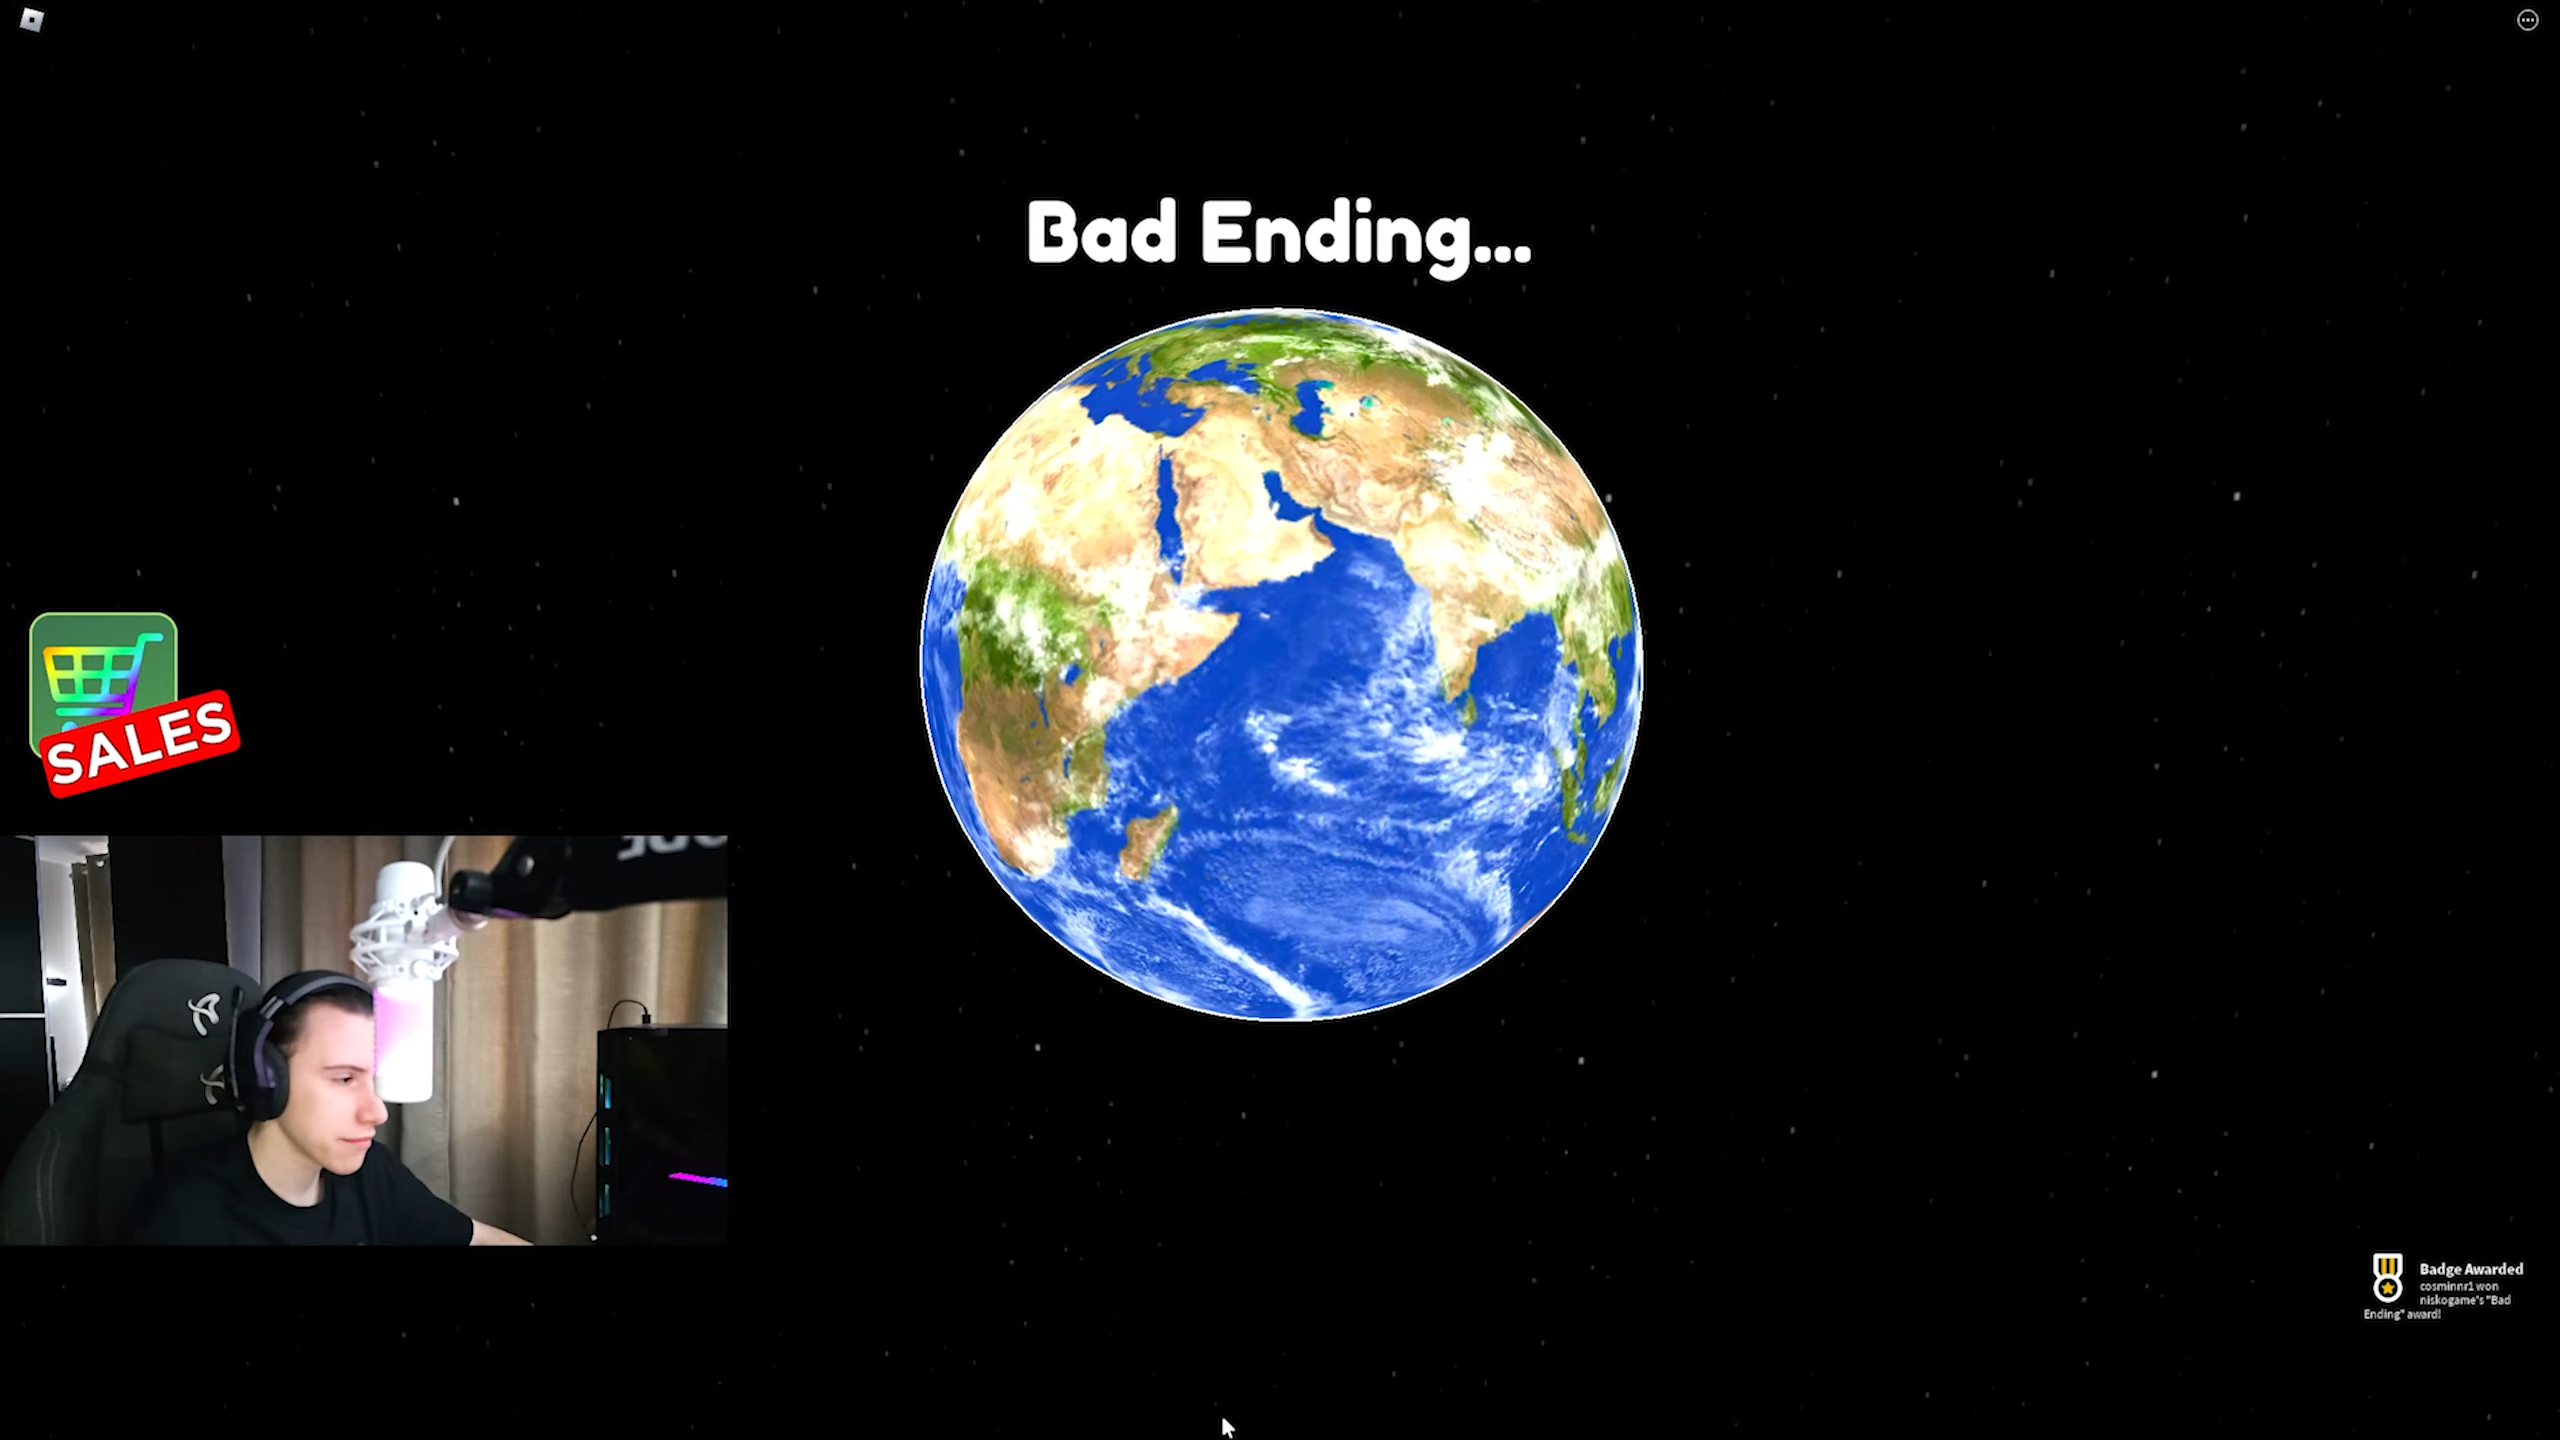 Bad Ending...
SALES
Badge Awarded
cosminnr1 won
niskogame's "Bad
Ending" award!